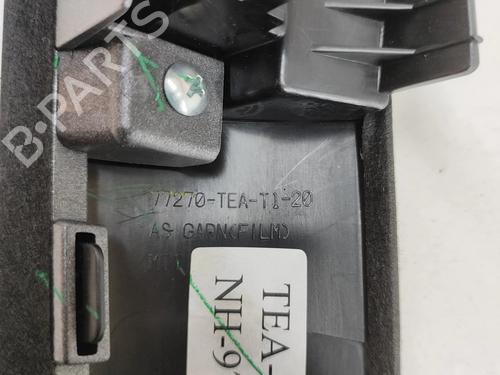 B-PARTS
77270-TEA-T1-20
AS GARN(FILM)
TEA-
NH-9